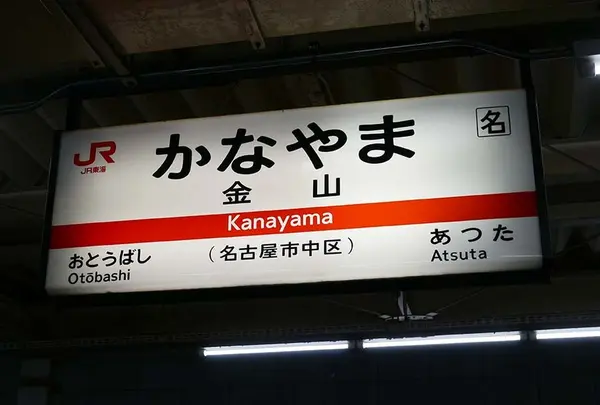 JR
JR東海
かなやま
名
金山
Kanayama
おとうばし
Otōbashi
(名古屋市中区)
あつた
Atsuta